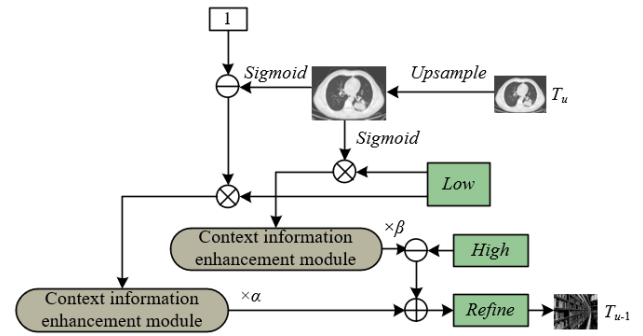 1
Sigmoid
Upsample
Tu
Sigmoid
Low
×β
Context information
enhancement module
High
×α
Context information
enhancement module
Refine
Tu-1